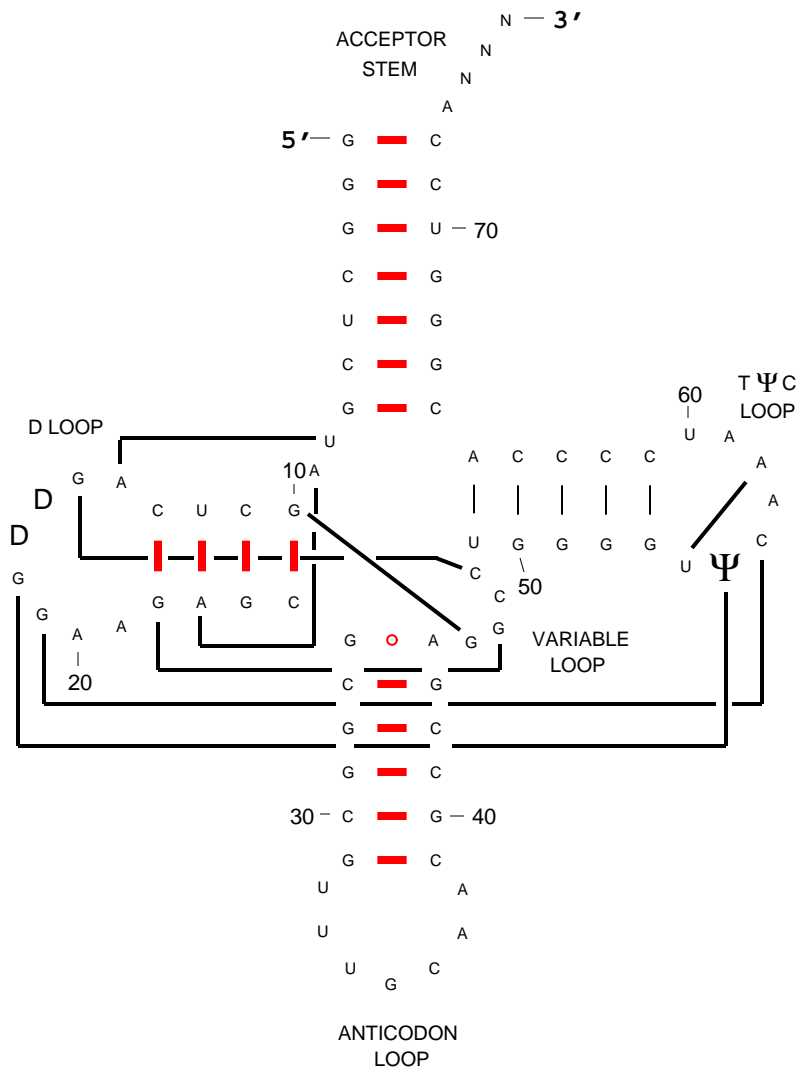 N 3′
ACCEPTOR
STEM
N
N
A
5′ G C
G C
G U 70
C G
U G
C G
G C
T Ψ C
LOOP
60
D LOOP
U
U A
A C C C C
A
10 A
G A
A
D
C U C G
D
U G G G G U Ψ C
C
50
C
G
G A G C
G
G
A A
G A G
VARIABLE
LOOP
20
C G
G C
G C
30 C G 40
G C
U A
U A
U C
G
ANTICODON
LOOP